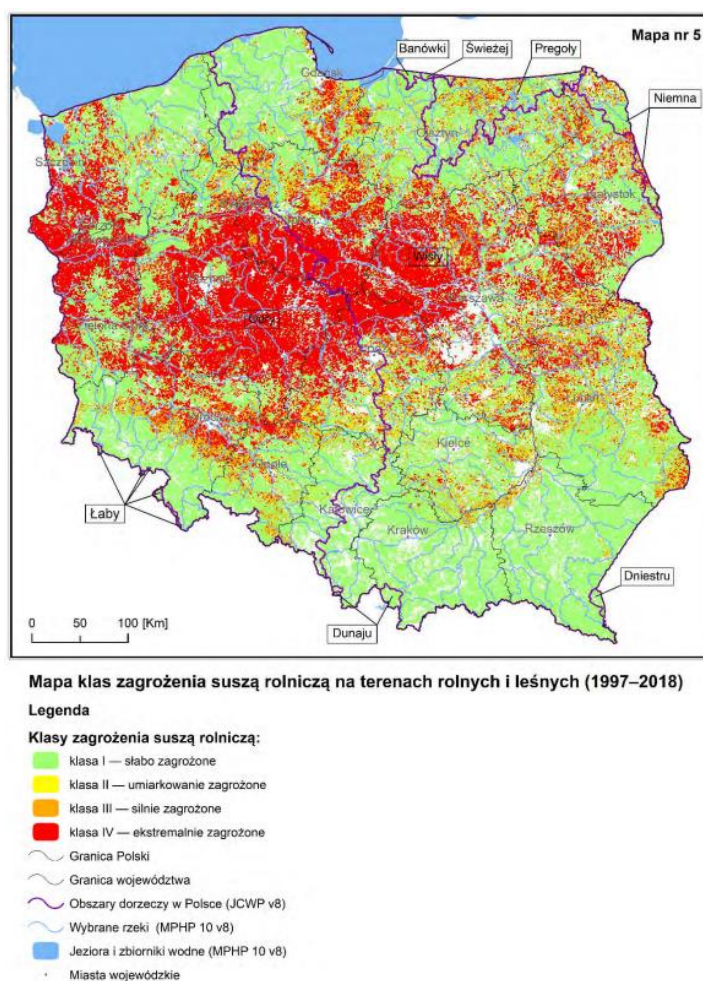 Mapa nr 5
Banówki
Świeżej
Pregoły
Niemna
Gdańsk
Olsztyn
Szczecin
Białystok
Wisły
Warszawa
Odry
Lublin
Wrocław
Kielce
Opole
Katowice
Kraków
Rzeszów
Łaby
Dniestru
Dunaju
0 50 100 [Km]
Mapa klas zagrożenia suszą rolniczą na terenach rolnych i leśnych (1997–2018)
Legenda
Klasy zagrożenia suszą rolniczą:
klasa I — słabo zagrożone
klasa II — umiarkowanie zagrożone
klasa III — silnie zagrożone
klasa IV — ekstremalnie zagrożone
Granica Polski
Granica województwa
Obszary dorzeczy w Polsce (JCWP v8)
Wybrane rzeki (MPHP 10 v8)
Jeziora i zbiorniki wodne (MPHP 10 v8)
Miasta wojewódzkie